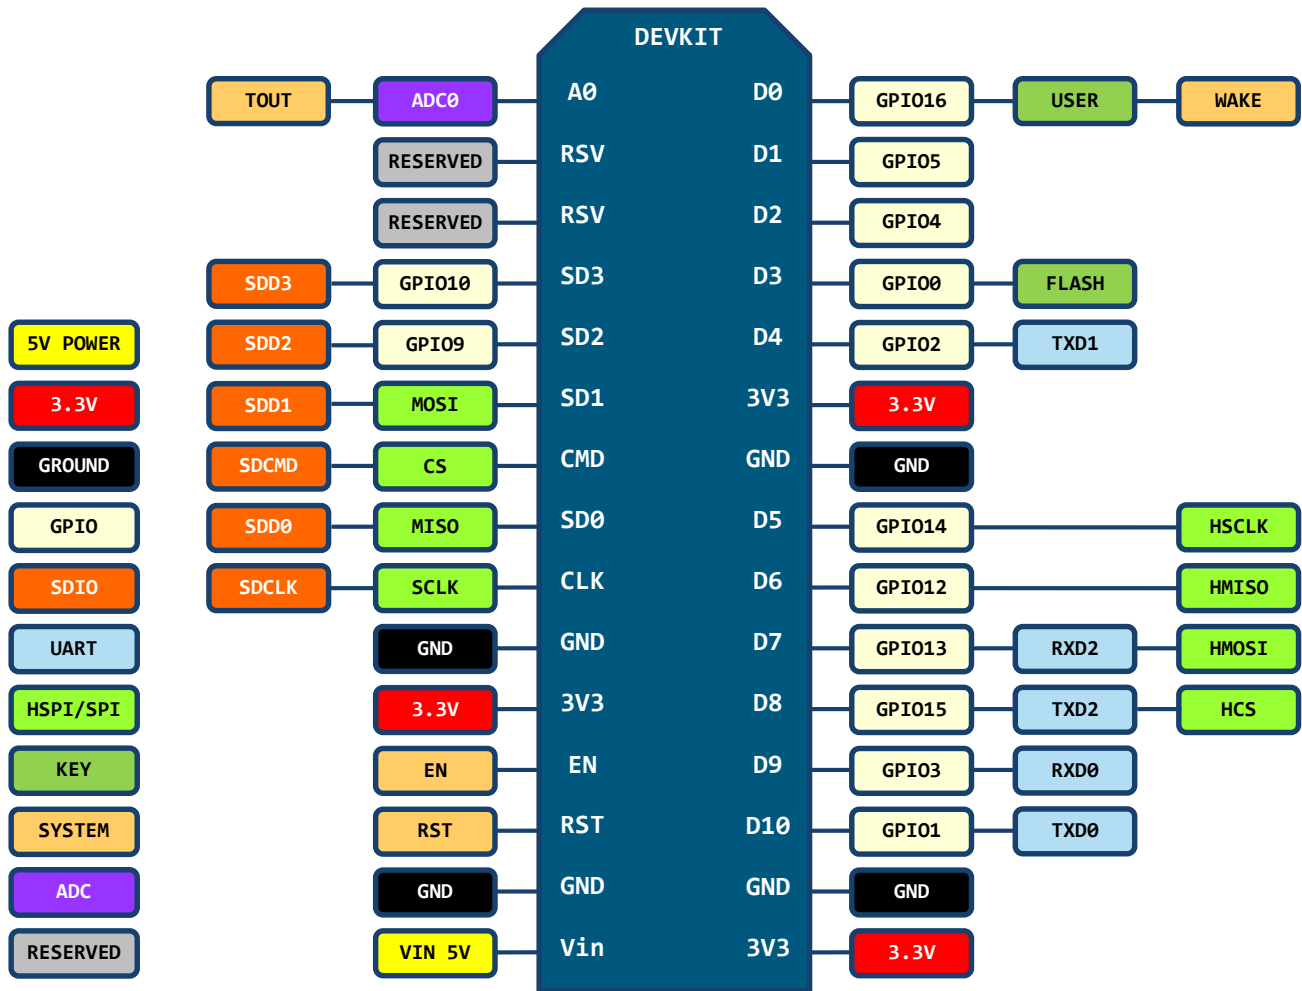 DEVKIT
TOUT ADC0 A0 D0 GPIO16 USER WAKE
RESERVED RSV D1 GPIO5
RESERVED RSV D2 GPIO4
SDD3 GPIO10 SD3 D3 GPIO0 FLASH
5V POWER SDD2 GPIO9 SD2 D4 GPIO2 TXD1
3.3V SDD1 MOSI SD1 3V3 3.3V
GROUND SDCMD CS CMD GND GND
GPIO SDD0 MISO SD0 D5 GPIO14 HSCLK
SDIO SDCLK SCLK CLK D6 GPIO12 HMISO
UART GND GND D7 GPIO13 RXD2 HMOSI
HSPI/SPI 3.3V 3V3 D8 GPIO15 TXD2 HCS
KEY EN EN D9 GPIO3 RXD0
SYSTEM RST RST D10 GPIO1 TXD0
ADC GND GND GND GND
RESERVED VIN 5V Vin 3V3 3.3V